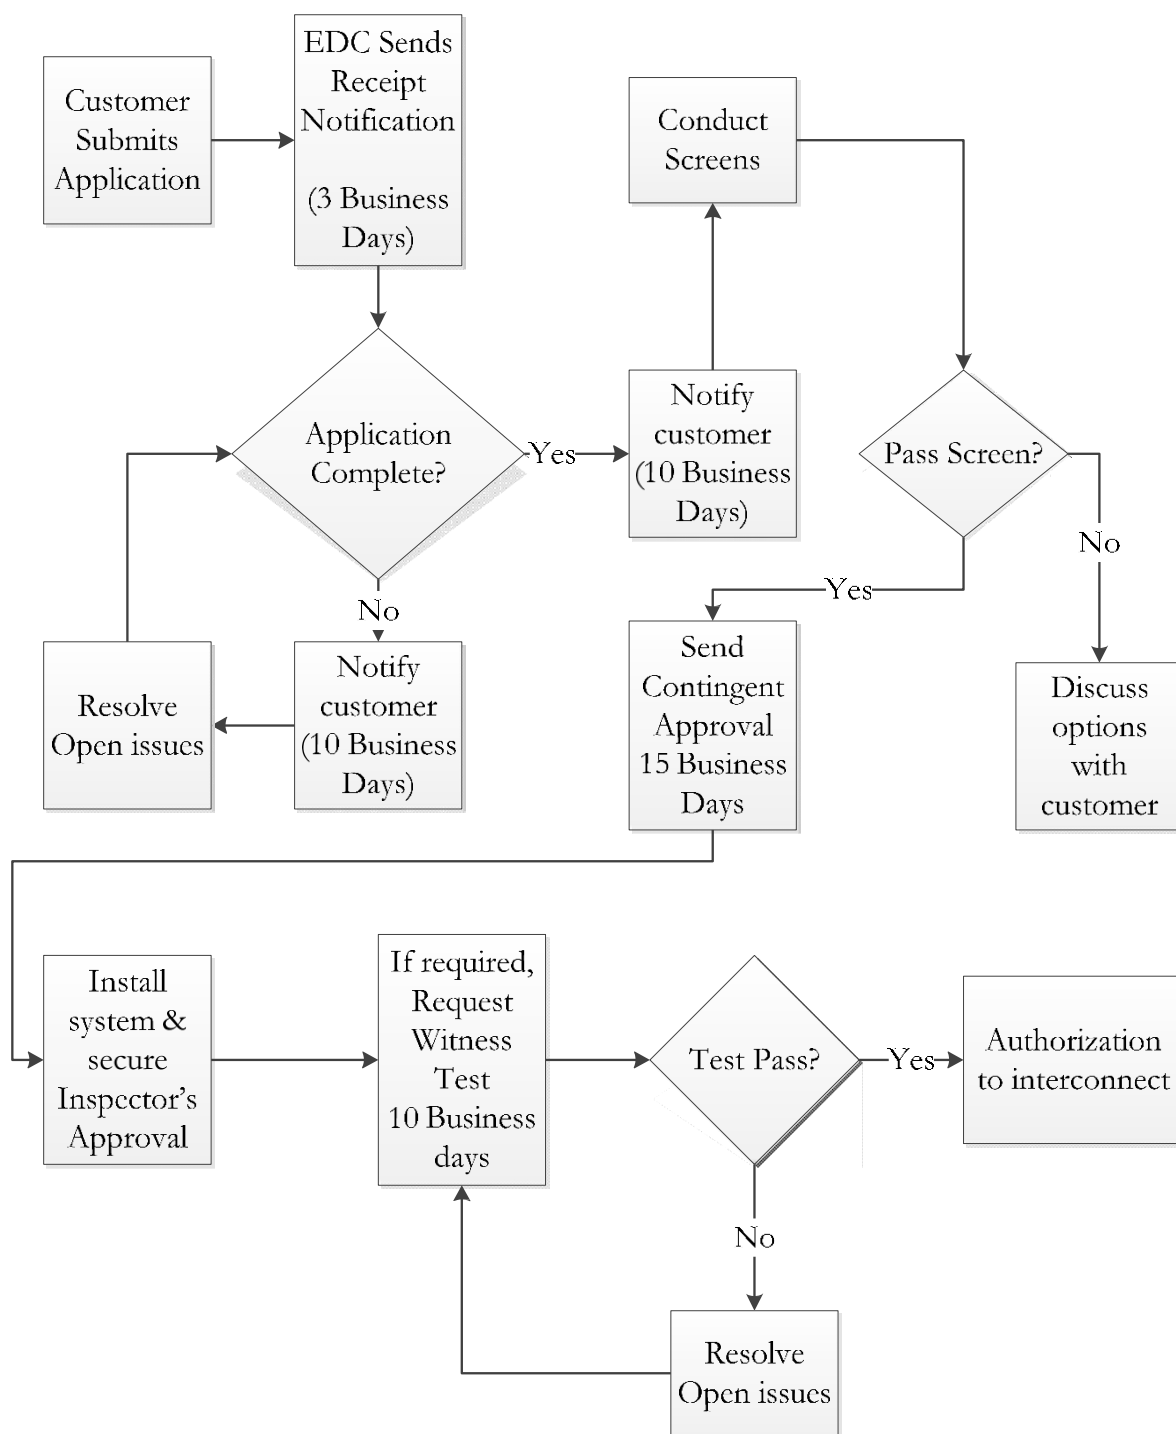 Customer
Submits
Application
EDC Sends
Receipt
Notification
(3 Business
Days)
Conduct
Screens
Application
Complete?
Yes
Notify
customer
(10 Business
Days)
Pass Screen?
No
Yes
No
Resolve
Open issues
Notify
customer
(10 Business
Days)
Send
Contingent
Approval
15 Business
Days
Discuss
options
with
customer
Install
system &
secure
Inspector's
Approval
If required,
Request
Witness
Test
10 Business
days
Test Pass?
Yes
Authorization
to interconnect
No
Resolve
Open issues